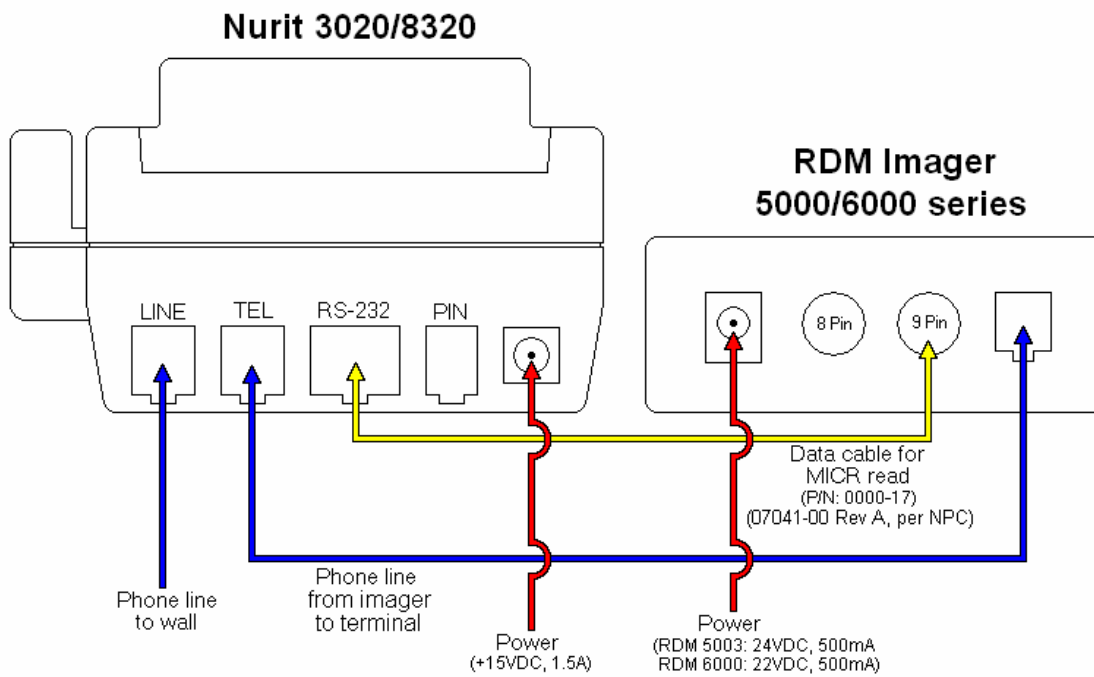 Nurit 3020/8320
RDM Imager
5000/6000 series
LINE
TEL
RS-232
PIN
8 Pin
9 Pin
Data cable for
MICR read
(P/N: 0000-17)
(07041-00 Rev A, per NPC)
Phone line
to wall
Phone line
from imager
to terminal
Power
(+15VDC, 1.5A)
Power
(RDM 5003: 24VDC, 500mA
RDM 6000: 22VDC, 500mA)